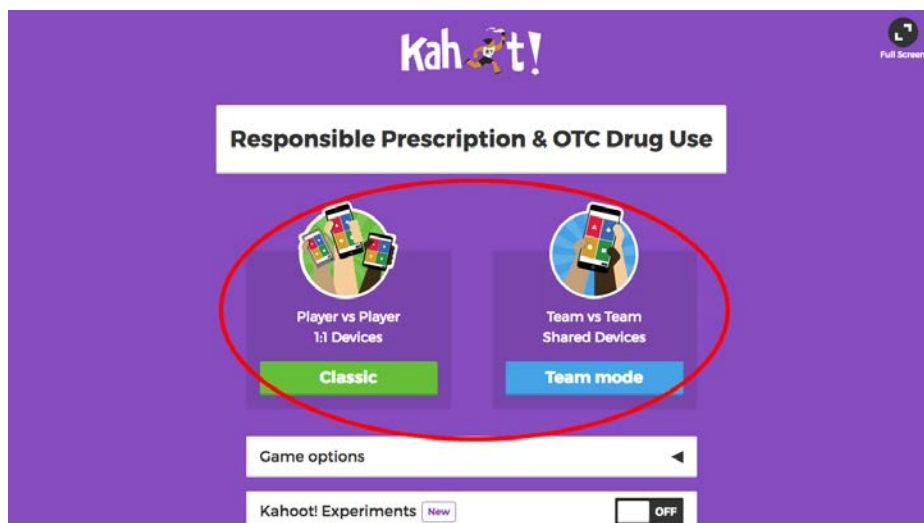 Kahoot!
Full Screen
Responsible Prescription & OTC Drug Use
Player vs Player
1:1 Devices
Classic
Team vs Team
Shared Devices
Team mode
Game options
Kahoot! Experiments New
OFF